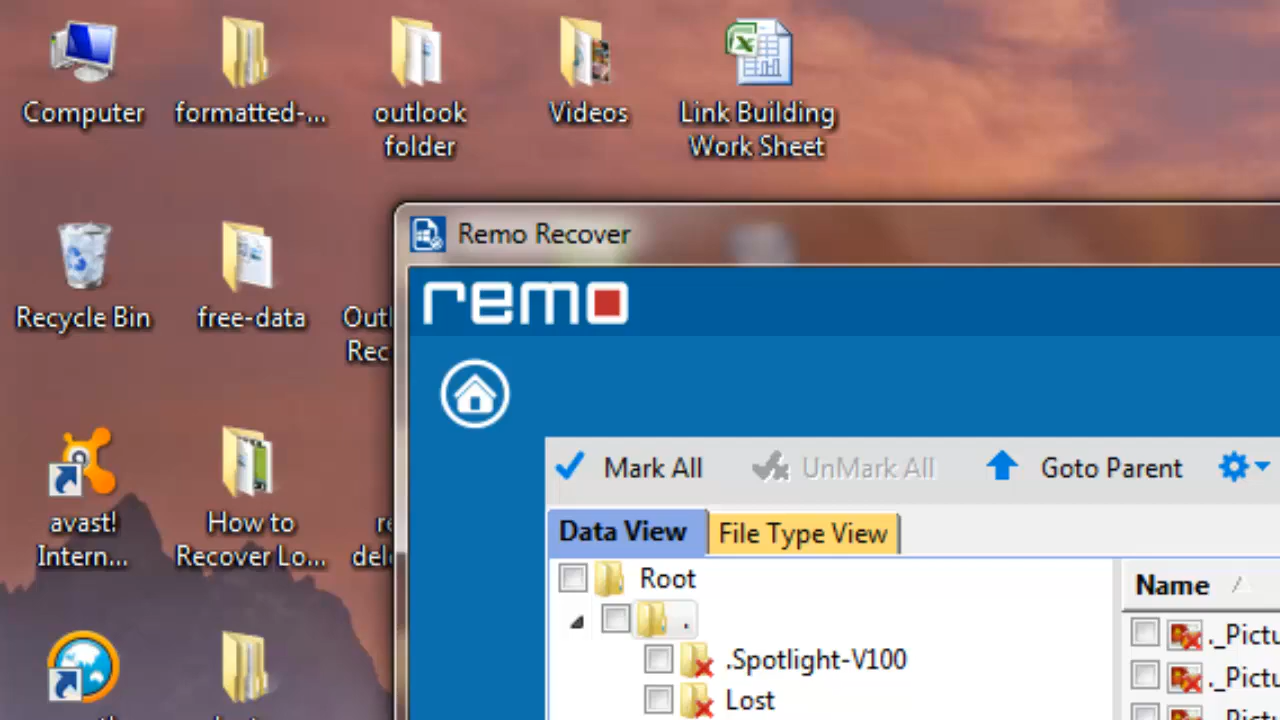 Computer
formatted-...
outlook
folder
Videos
Link Building
Work Sheet
Recycle Bin
free-data
Remo Recover
remo
avast!
Intern...
How to
Recover Lo...
Mark All
UnMark All
Goto Parent
Data View
File Type View
Root
.
.Spotlight-V100
Lost
Name